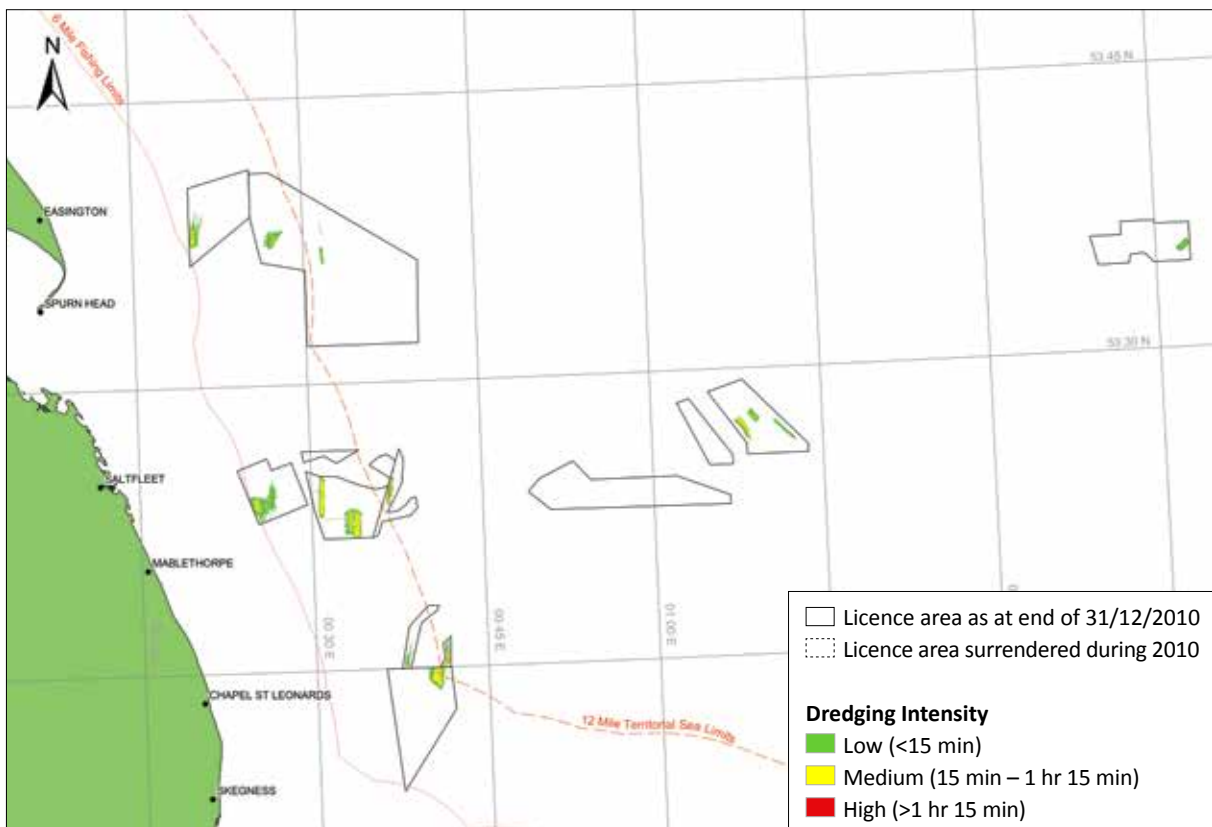 6 Mile Fishing Limits
N
12 Mile Territorial Sea Limits
53 45 N
EASINGTON
SPURN HEAD
53 30 N
SALTFLEET
MABLETHORPE
00 30 E
00 45 E
01 00 E
CHAPEL ST LEONARDS
SKEGNESS
Licence area as at end of 31/12/2010
Licence area surrendered during 2010
Dredging Intensity
Low (<15 min)
Medium (15 min – 1 hr 15 min)
High (>1 hr 15 min)